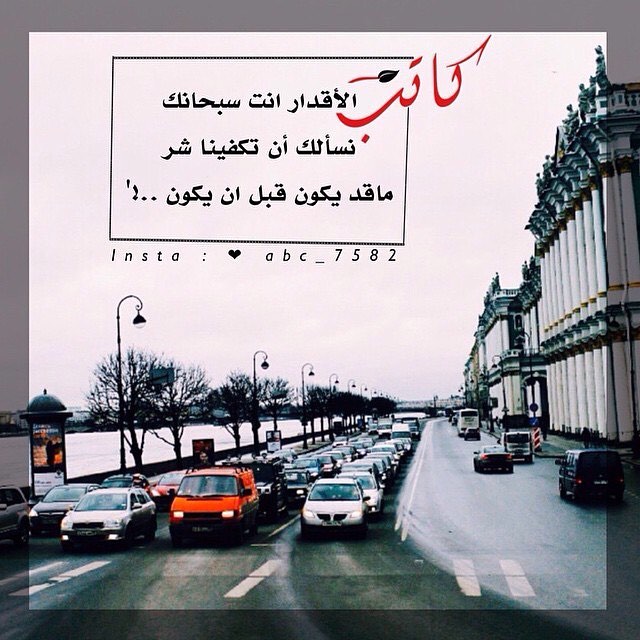 كاتب الأقدار انت سبحانك
نسألك أن تكفينا شر
ماقد يكون قبل ان يكون ..؟'
Insta : ❤ abc_7582